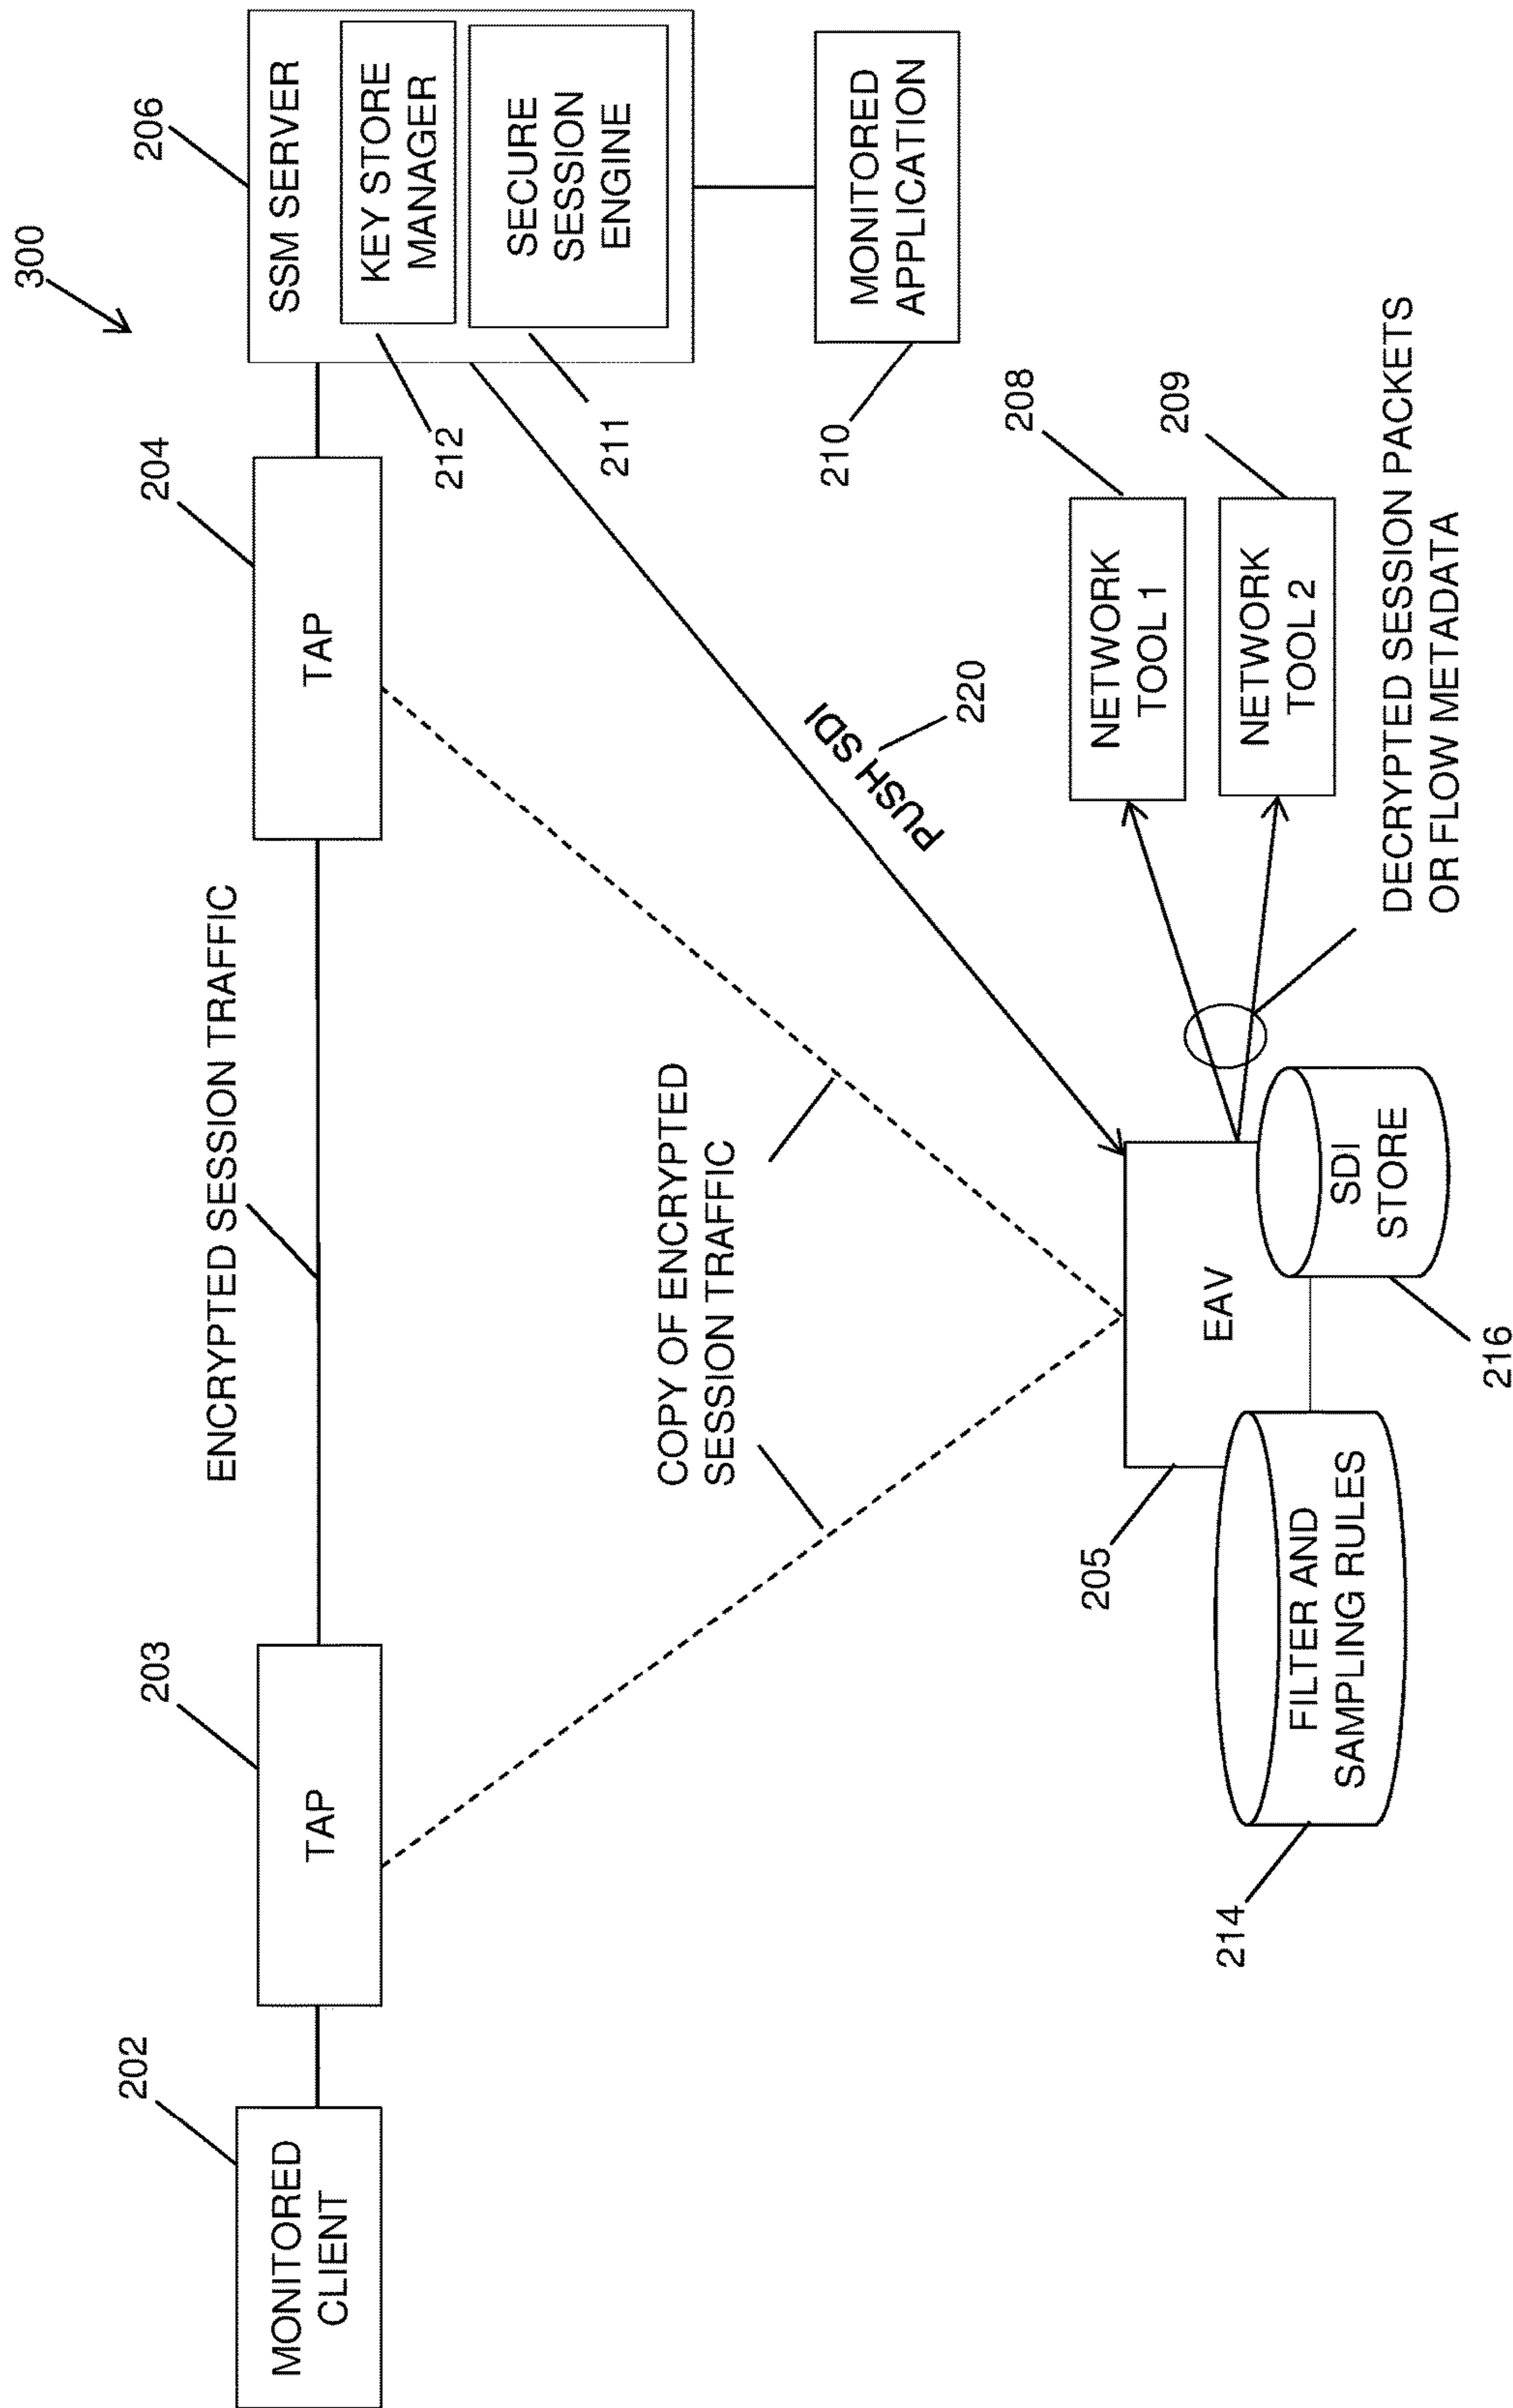 300
206
SSM SERVER
KEY STORE
MANAGER
SECURE
SESSION
ENGINE
212
211
204
TAP
ENCRYPTED SESSION TRAFFIC
203
TAP
202
MONITORED
CLIENT
MONITORED
APPLICATION
210
PUSH SDI
220
COPY OF ENCRYPTED
SESSION TRAFFIC
208
NETWORK
TOOL 1
209
NETWORK
TOOL 2
DECRYPTED SESSION PACKETS
OR FLOW METADATA
EAV
205
SDI
STORE
216
FILTER AND
SAMPLING RULES
214